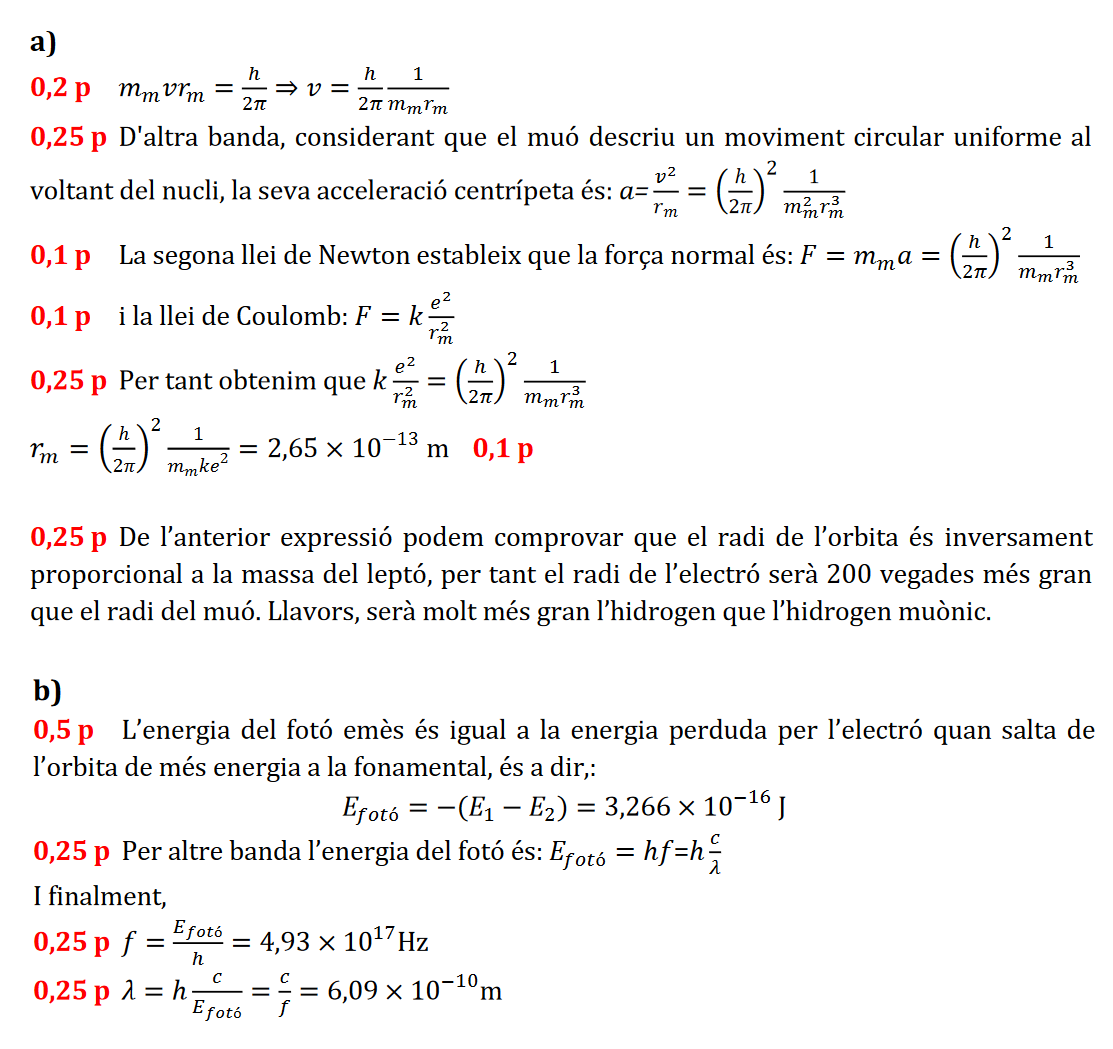 a)
0,2 p $m_m v r_m = \frac{h}{2\pi} \Rightarrow v = \frac{h}{2\pi} \frac{1}{m_m r_m}$
0,25 p D'altra banda, considerant que el muó descriu un moviment circular uniforme al
voltant del nucli, la seva acceleració centrípeta és: $a = \frac{v^2}{r_m} = \left(\frac{h}{2\pi}\right)^2 \frac{1}{m_m^2 r_m^3}$
0,1 p La segona llei de Newton estableix que la força normal és: $F = m_m a = \left(\frac{h}{2\pi}\right)^2 \frac{1}{m_m r_m^3}$
0,1 p i la llei de Coulomb: $F = k \frac{e^2}{r_m^2}$
0,25 p Per tant obtenim que $k \frac{e^2}{r_m^2} = \left(\frac{h}{2\pi}\right)^2 \frac{1}{m_m r_m^3}$
$r_m = \left(\frac{h}{2\pi}\right)^2 \frac{1}{m_m k e^2} = 2,65 \times 10^{-13}$ m 0,1 p
0,25 p De l’anterior expressió podem comprovar que el radi de l’orbita és inversament
proporcional a la massa del leptó, per tant el radi de l’electró serà 200 vegades més gran
que el radi del muó. Llavors, serà molt més gran l’hidrogen que l’hidrogen muònic.
b)
0,5 p L’energia del fotó emès és igual a la energia perduda per l’electró quan salta de
l’orbita de més energia a la fonamental, és a dir,:
$E_{fotó} = -(E_1 - E_2) = 3,266 \times 10^{-16}$ J
0,25 p Per altre banda l’energia del fotó és: $E_{fotó} = hf = h \frac{c}{\lambda}$
I finalment,
0,25 p $f = \frac{E_{fotó}}{h} = 4,93 \times 10^{17}$ Hz
0,25 p $\lambda = h \frac{c}{E_{fotó}} = \frac{c}{f} = 6,09 \times 10^{-10}$ m